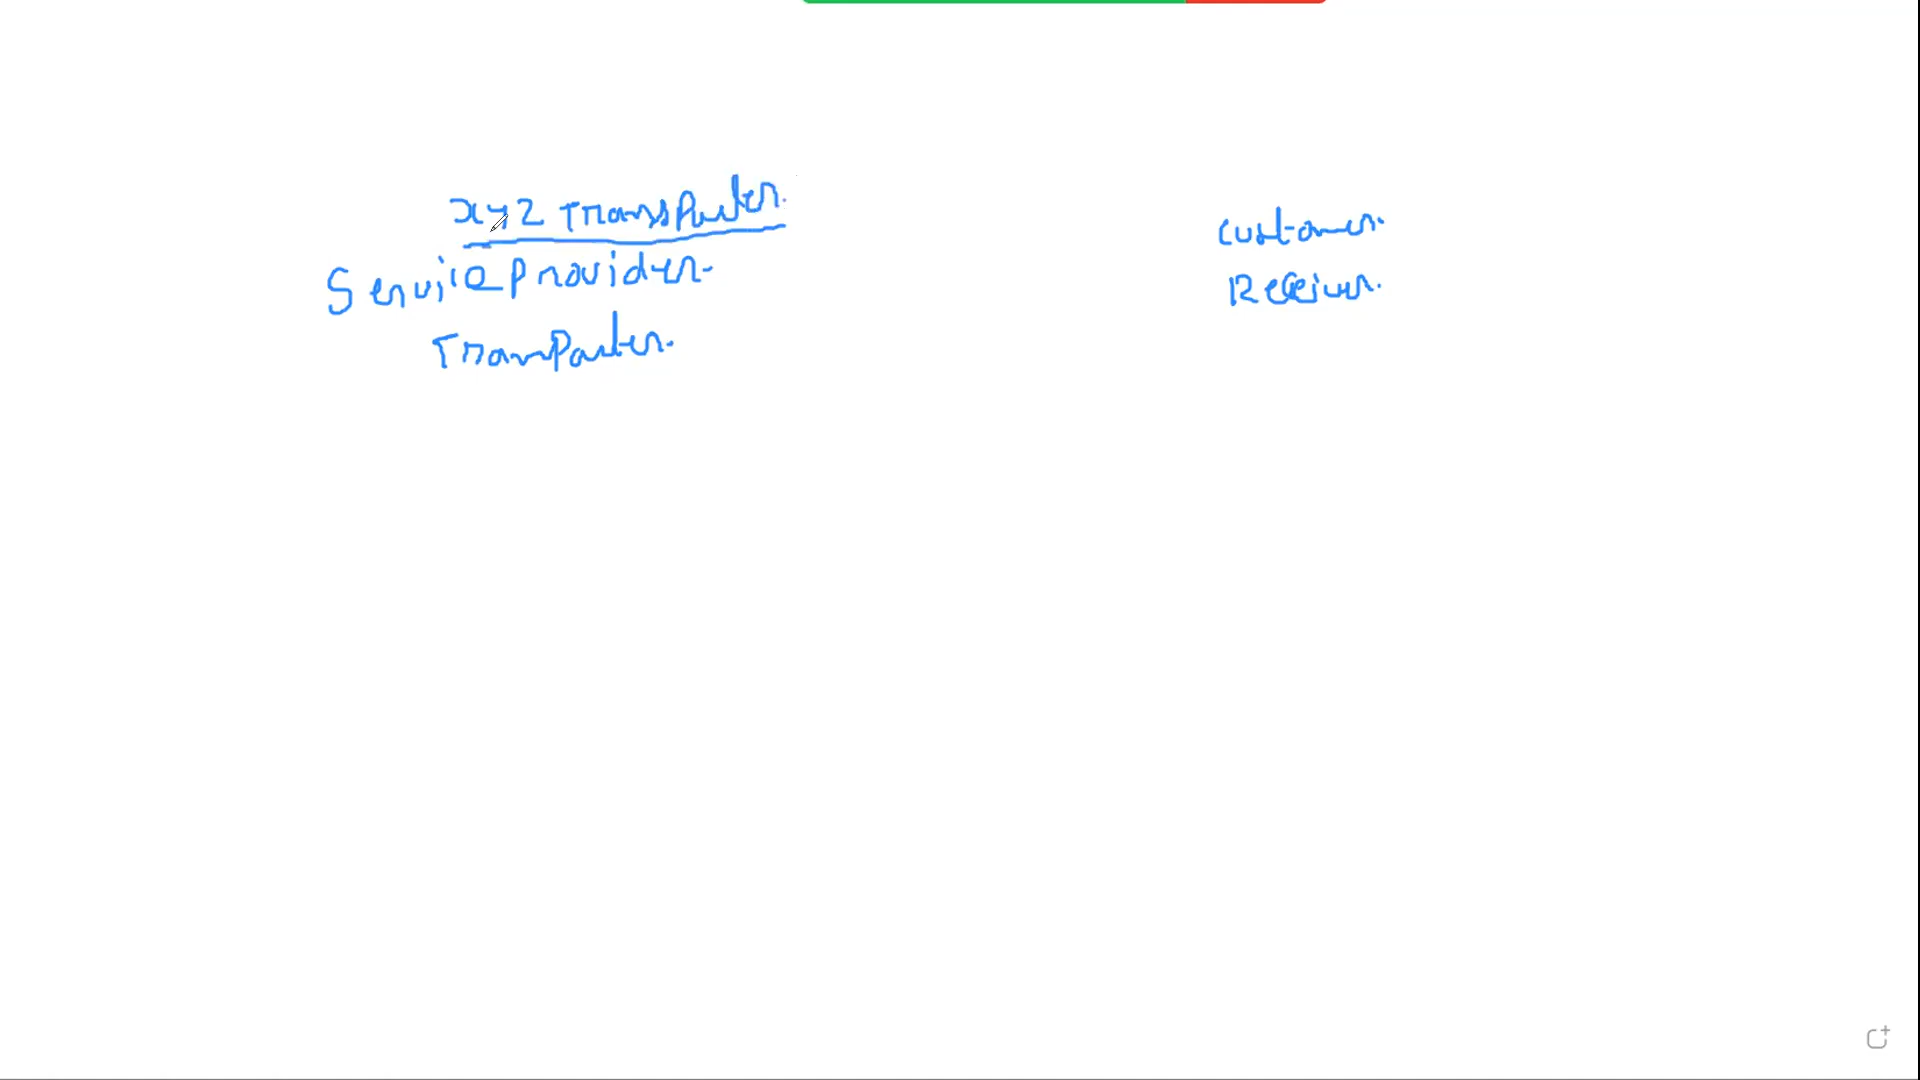 xyz Transporter.
Service Provider.
Transporter.
customer.
Receiver.